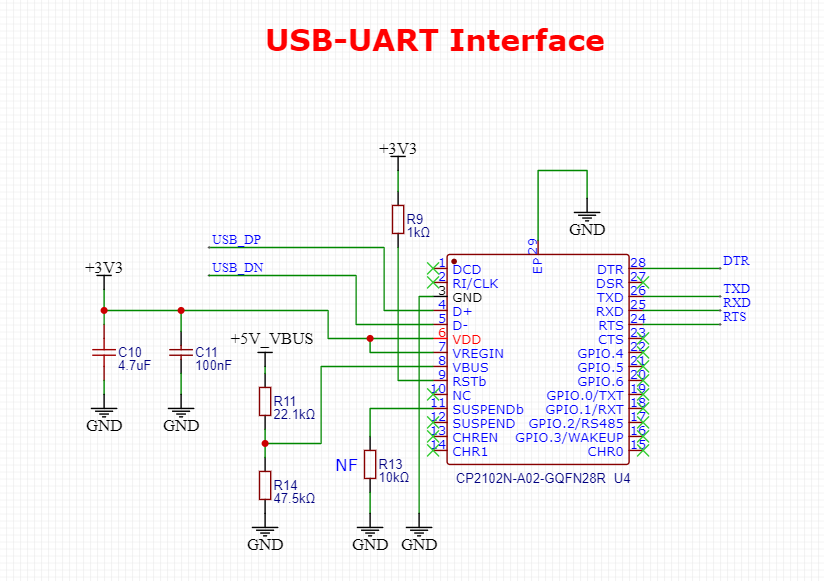 USB-UART Interface
+3V3
R9
1kΩ
GND
USB_DP
USB_DN
+3V3
C10
4.7uF
C11
100nF
GND
GND
+5V_VBUS
R11
22.1kΩ
R14
47.5kΩ
GND
NF
R13
10kΩ
GND
GND
EP 29
1 DCD
2 RI/CLK
3 GND
4 D+
5 D-
6 VDD
7 VREGIN
8 VBUS
9 RSTb
10 NC
11 SUSPENDb
12 SUSPEND
13 CHREN
14 CHR1
DTR 28
DSR 27
TXD 26
RXD 25
RTS 24
CTS 23
GPIO.4 22
GPIO.5 21
GPIO.6 20
GPIO.0/TXT 19
GPIO.1/RXT 18
GPIO.2/RS485 17
GPIO.3/WAKEUP 16
CHR0 15
DTR
TXD
RXD
RTS
CP2102N-A02-GQFN28R U4